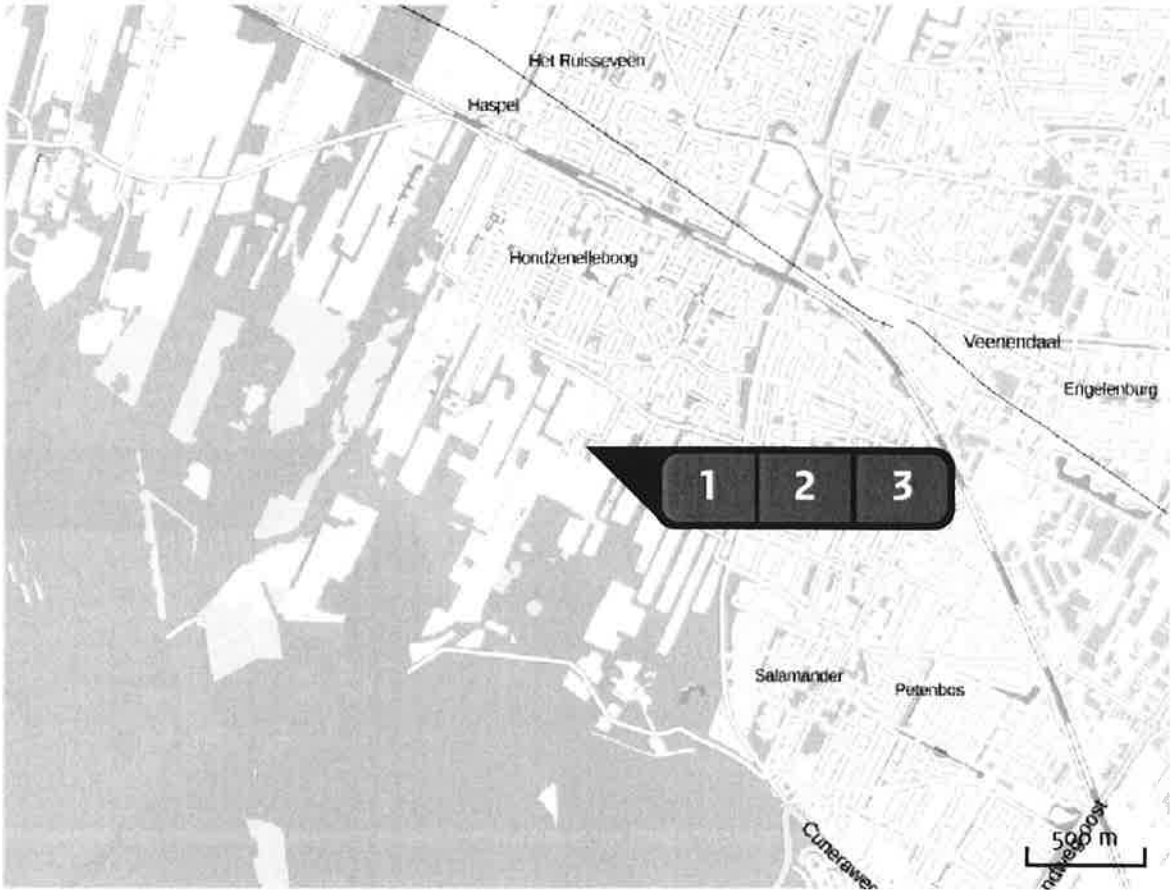 Het Ruisseveen
Haspel
Hondzenelleboog
Veenendaal
Engelenburg
1 2 3
Salamander
Petenbos
500 m
Cuneraweg